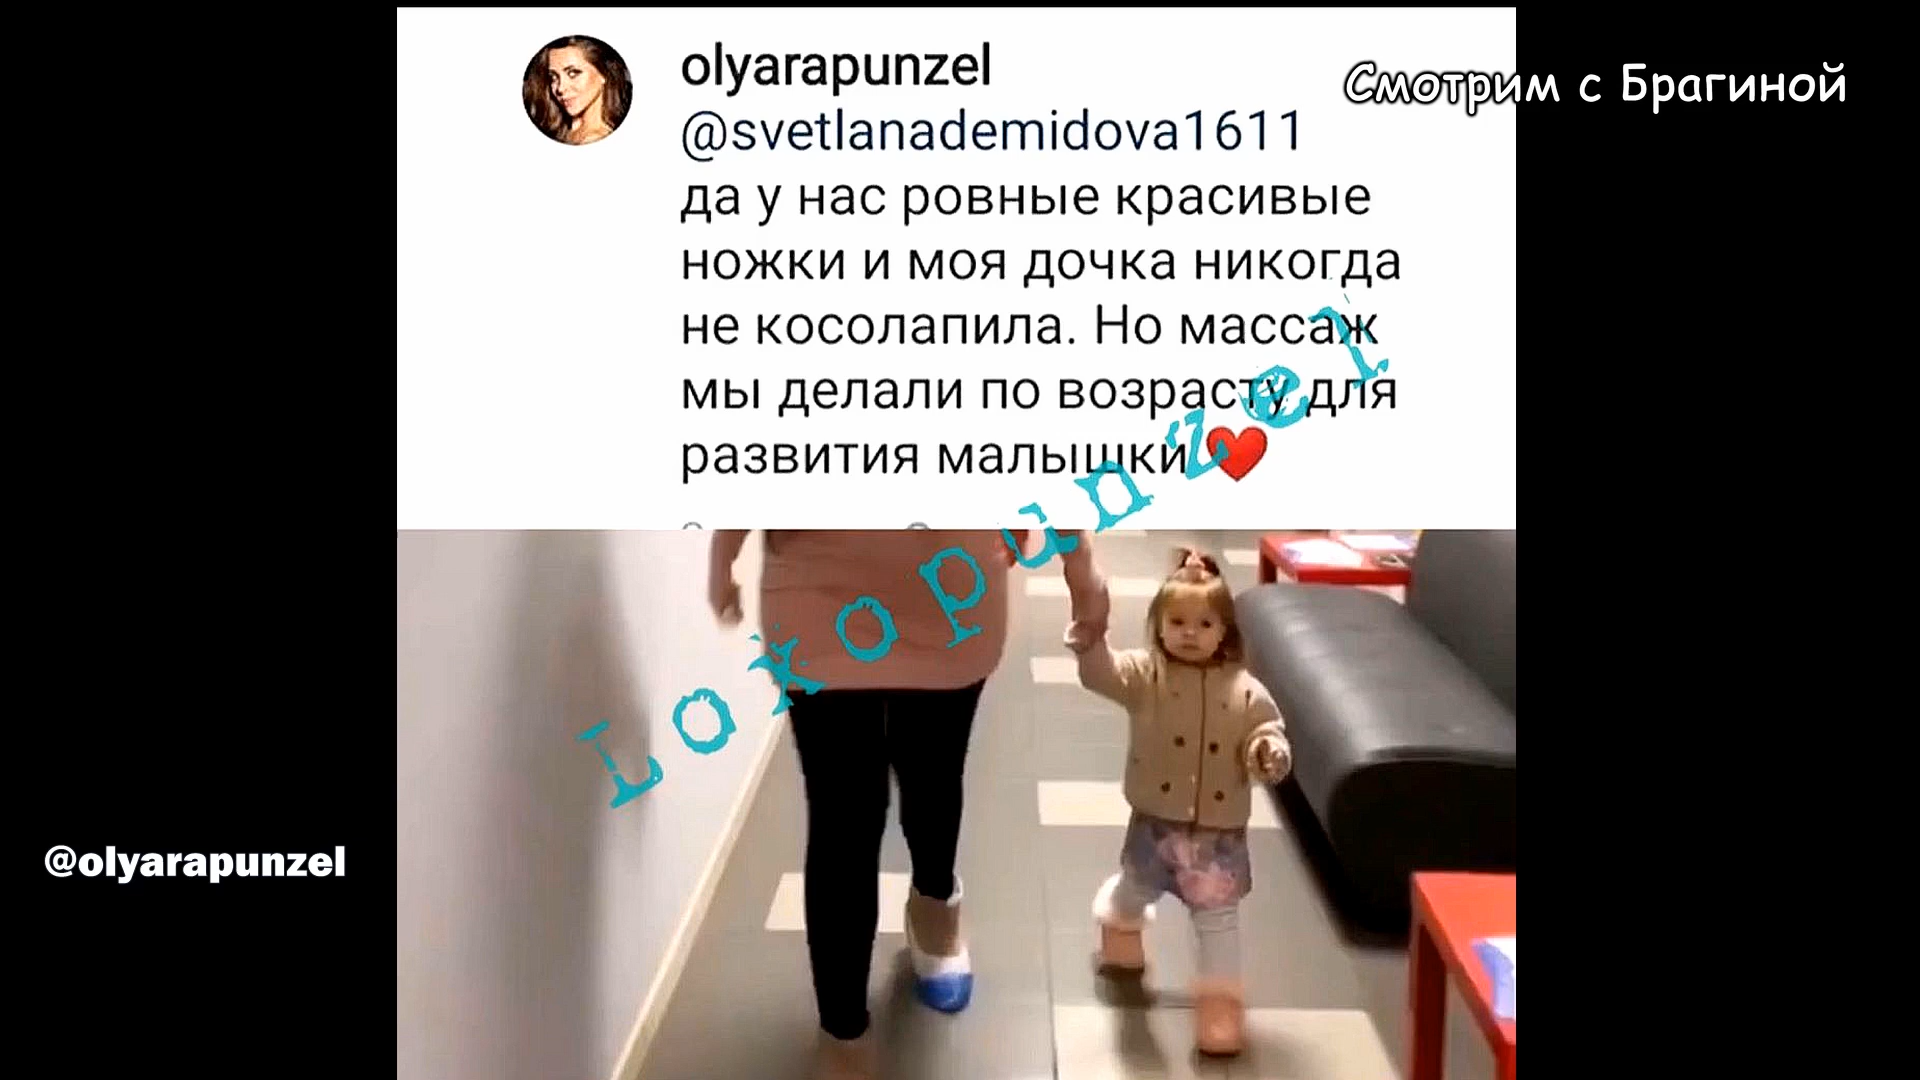 olyarapunzel
Смотрим с Брагиной
@svetlanademidova1611
да у нас ровные красивые
ножки и моя дочка никогда
не косолапила. Но массаж
мы делали по возрасту для
развития малышки ❤️
Loxopunzel
@olyarapunzel